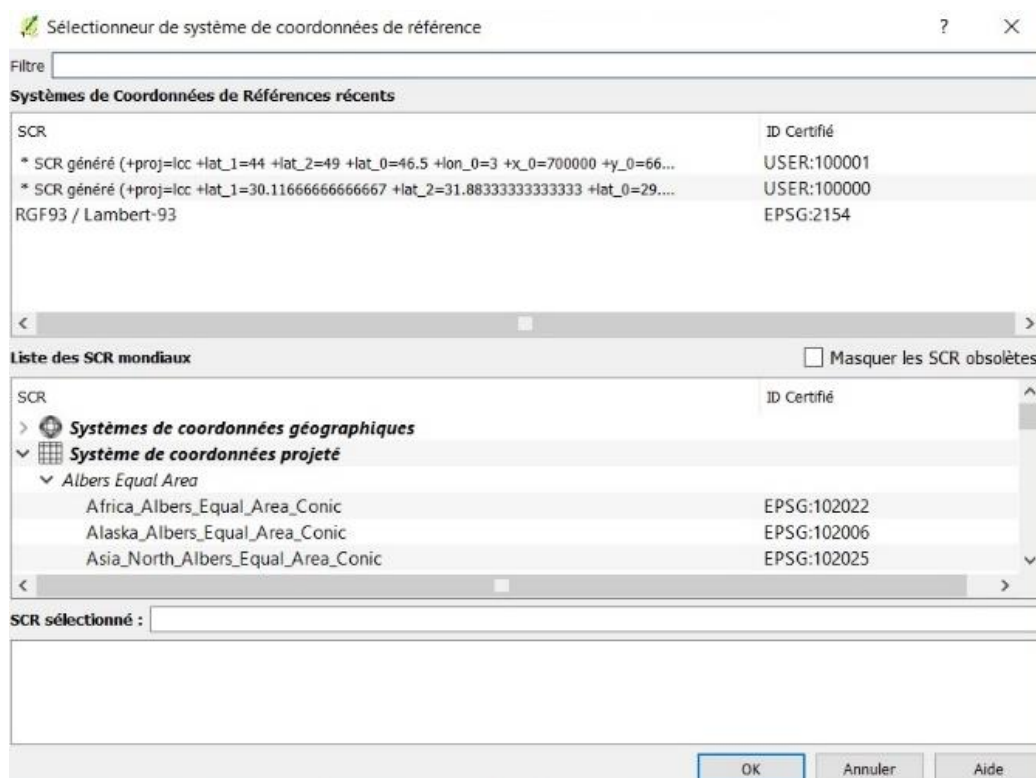 Sélectionneur de système de coordonnées de référence
Filtre
Systèmes de Coordonnées de Références récents
SCR ID Certifié
* SCR généré (+proj=lcc +lat_1=44 +lat_2=49 +lat_0=46.5 +lon_0=3 +x_0=700000 +y_0=66... USER:100001
* SCR généré (+proj=lcc +lat_1=30.11666666666667 +lat_2=31.88333333333333 +lat_0=29.... USER:100000
RGF93 / Lambert-93 EPSG:2154
Liste des SCR mondiaux Masquer les SCR obsolètes
SCR ID Certifié
Systèmes de coordonnées géographiques
Système de coordonnées projeté
Albers Equal Area
Africa_Albers_Equal_Area_Conic EPSG:102022
Alaska_Albers_Equal_Area_Conic EPSG:102006
Asia_North_Albers_Equal_Area_Conic EPSG:102025
SCR sélectionné :
OK Annuler Aide